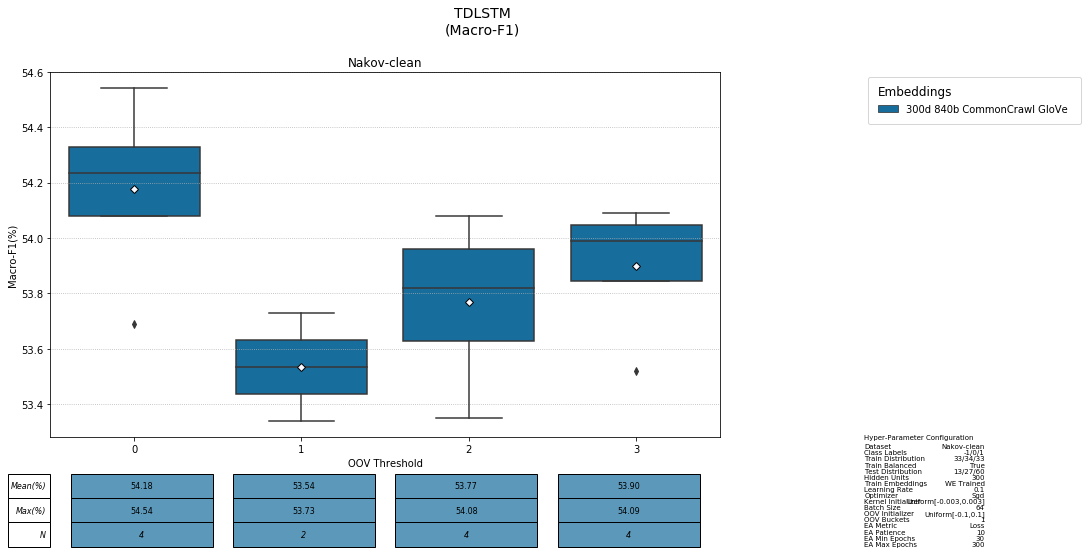 TDLSTM
(Macro-F1)
Nakov-clean
54.6
54.4
54.2
54.0
53.8
53.6
53.4
Macro-F1(%)
0 1 2 3
OOV Threshold
Mean(%) 54.18 53.54 53.77 53.90
Max(%) 54.54 53.73 54.08 54.09
N 4 2 4 4
Embeddings
300d 840b CommonCrawl GloVe
Hyper-Parameter Configuration
Dataset Nakov-clean
Class Labels -1/0/1
Train Distribution 33/34/33
Train Balanced True
Test Distribution 13/27/60
Hidden Units 300
Train Embeddings WE Trained
Learning Rate 0.1
Optimizer Sgd
Kernel Initializer Uniform[-0.003,0.003]
Batch Size 64
OOV Initializer Uniform[-0.1,0.1]
OOV Buckets 1
EA Metric Loss
EA Patience 10
EA Min Epochs 30
EA Max Epochs 300